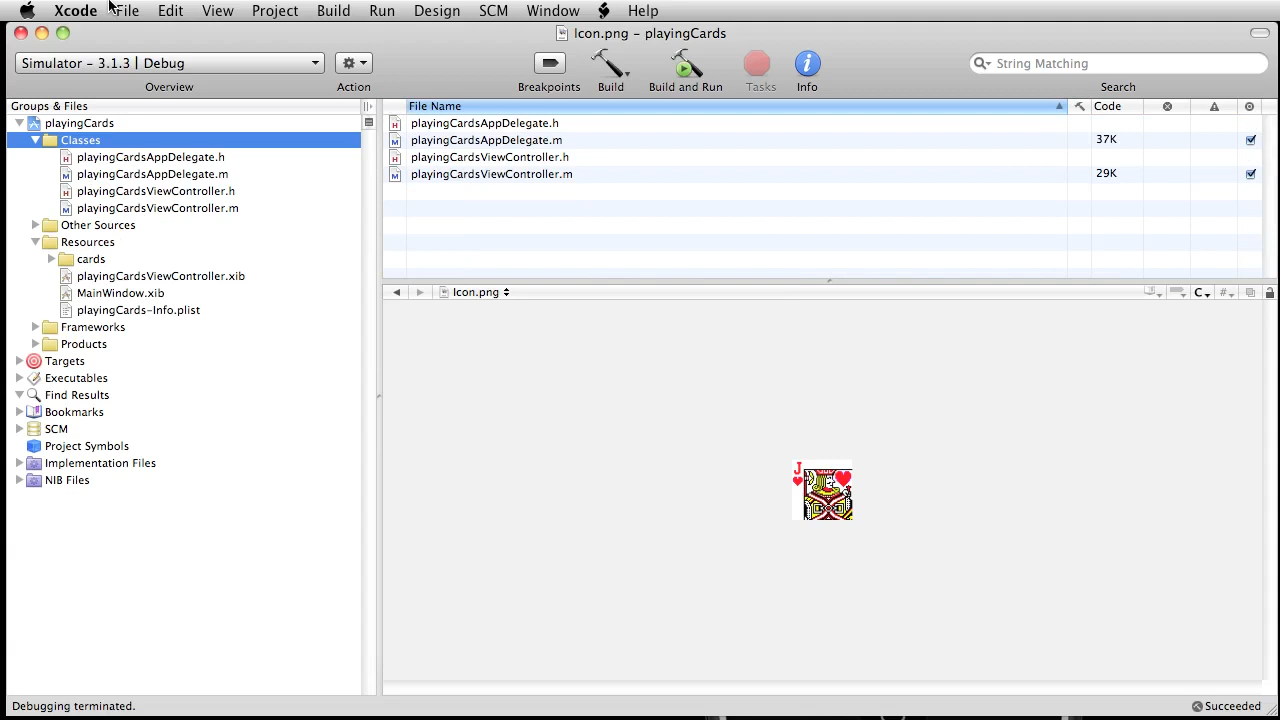 Xcode File Edit View Project Build Run Design SCM Window Help
Icon.png – playingCards
Simulator – 3.1.3 | Debug
String Matching
Overview Action Breakpoints Build Build and Run Tasks Info Search
Groups & Files
playingCards
Classes
playingCardsAppDelegate.h
playingCardsAppDelegate.m
playingCardsViewController.h
playingCardsViewController.m
Other Sources
Resources
cards
playingCardsViewController.xib
MainWindow.xib
playingCards-Info.plist
Frameworks
Products
Targets
Executables
Find Results
Bookmarks
SCM
Project Symbols
Implementation Files
NIB Files
File Name Code
playingCardsAppDelegate.h
playingCardsAppDelegate.m 37K
playingCardsViewController.h
playingCardsViewController.m 29K
Icon.png C #
J
Debugging terminated. Succeeded